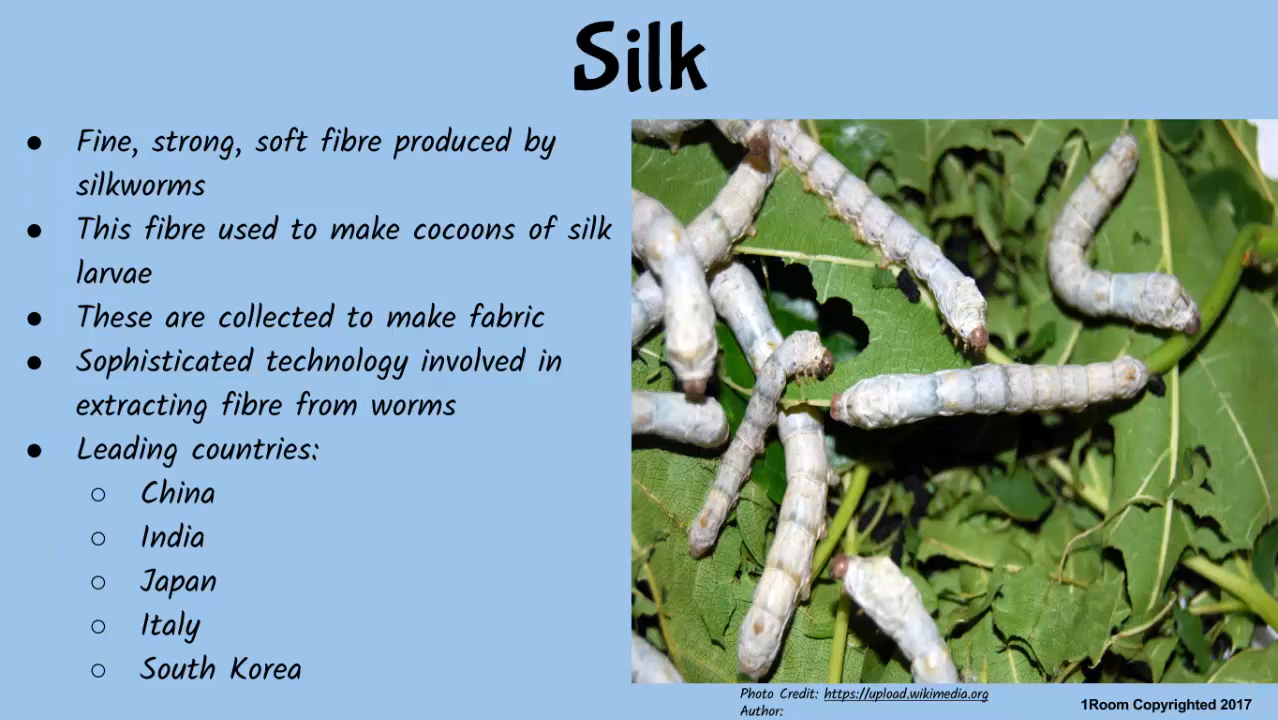 Silk
● Fine, strong, soft fibre produced by
silkworms
● This fibre used to make cocoons of silk
larvae
● These are collected to make fabric
● Sophisticated technology involved in
extracting fibre from worms
● Leading countries:
○ China
○ India
○ Japan
○ Italy
○ South Korea
Photo Credit: https://upload.wikimedia.org
Author:
1Room Copyrighted 2017